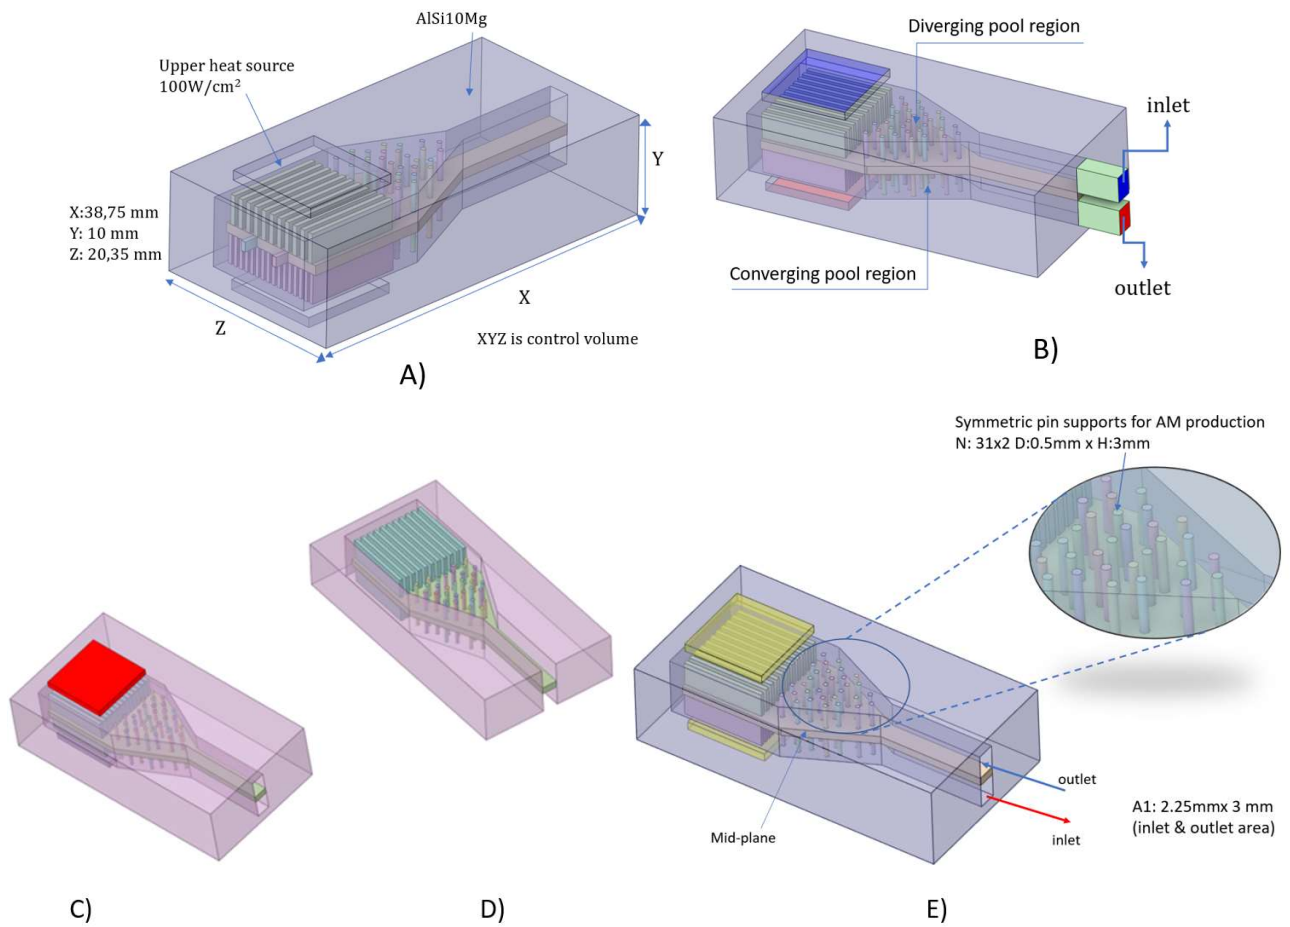 AlSi10Mg
Upper heat source
100W/cm²
X:38,75 mm
Y: 10 mm
Z: 20,35 mm
Y
X
Z
XYZ is control volume
A)
Diverging pool region
inlet
Converging pool region
outlet
B)
C)
D)
Symmetric pin supports for AM production
N: 31x2 D:0.5mm x H:3mm
outlet
A1: 2.25mmx 3 mm
(inlet & outlet area)
inlet
Mid-plane
E)